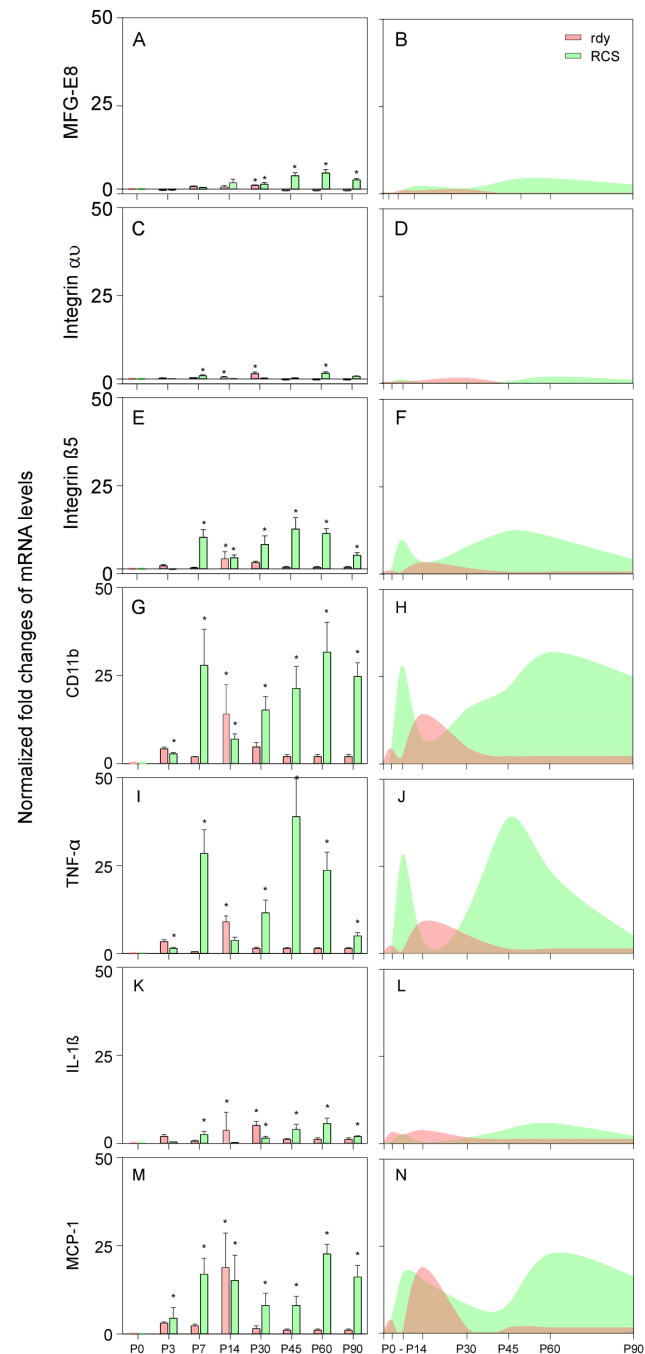 Normalized fold changes of mRNA levels
50
A
B
rdy
RCS
MFG-E8
25
0
50
C
D
Integrin αυ
25
0
50
E
F
Integrin ß5
25
0
50
G
H
CD11b
25
0
50
I
J
TNF-α
25
0
50
K
L
IL-1ß
25
0
50
M
N
MCP-1
25
0
P0 P3 P7 P14 P30 P45 P60 P90
P0 - P14 P30 P45 P60 P90